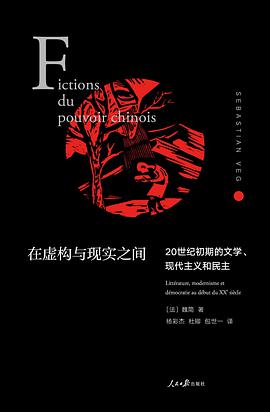 Fictions
du
pouvoir chinois
SEBASTIAN VEG
在虚构与现实之间
20世纪初期的文学、
现代主义和民主
Littérature, modernisme et
démocratie au début du XXᵉ siècle
［法］魏简 著
杨彩杰 杜卿 包世一 译
人民日报出版社